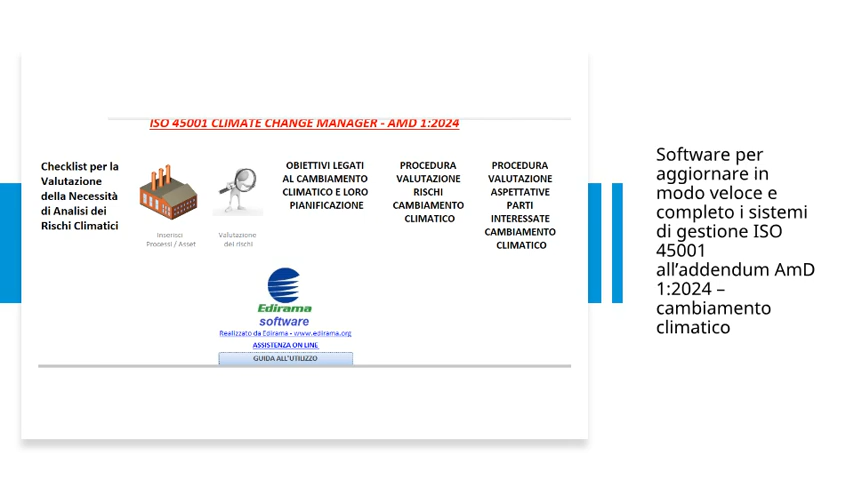 ISO 45001 CLIMATE CHANGE MANAGER - AMD 1:2024
Checklist per la
Valutazione
della Necessità
di Analisi dei
Rischi Climatici
Inserisci
Processi / Asset
Valutazione
dei rischi
OBIETTIVI LEGATI
AL CAMBIAMENTO
CLIMATICO E LORO
PIANIFICAZIONE
PROCEDURA
VALUTAZIONE
RISCHI
CAMBIAMENTO
CLIMATICO
PROCEDURA
VALUTAZIONE
ASPETTATIVE
PARTI
INTERESSATE
CAMBIAMENTO
CLIMATICO
Edirama
software
Realizzato da Edirama - www.edirama.org
ASSISTENZA ON LINE
GUIDA ALL'UTILIZZO
Software per
aggiornare in
modo veloce e
completo i sistemi
di gestione ISO
45001
all’addendum AmD
1:2024 –
cambiamento
climatico